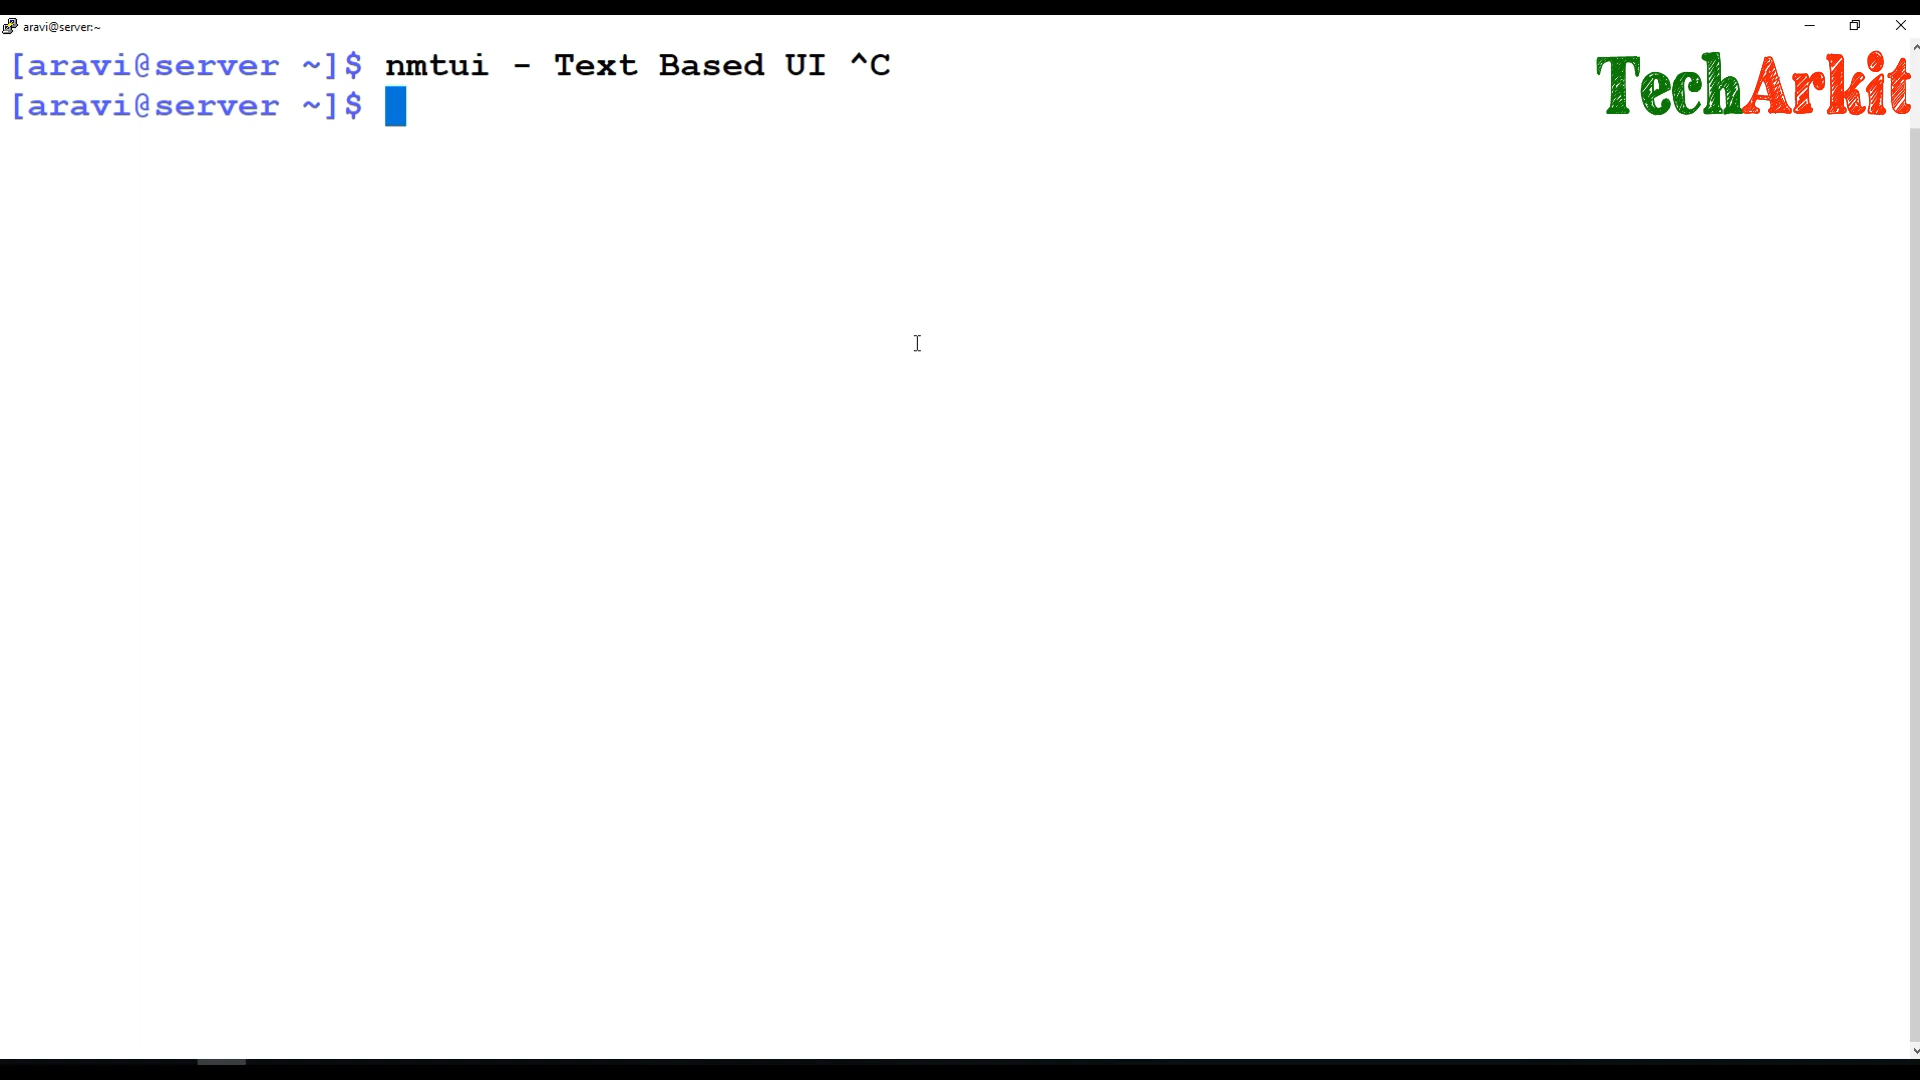 aravi@server:~
[aravi@server ~]$ nmtui - Text Based UI ^C
[aravi@server ~]$
TechArkit